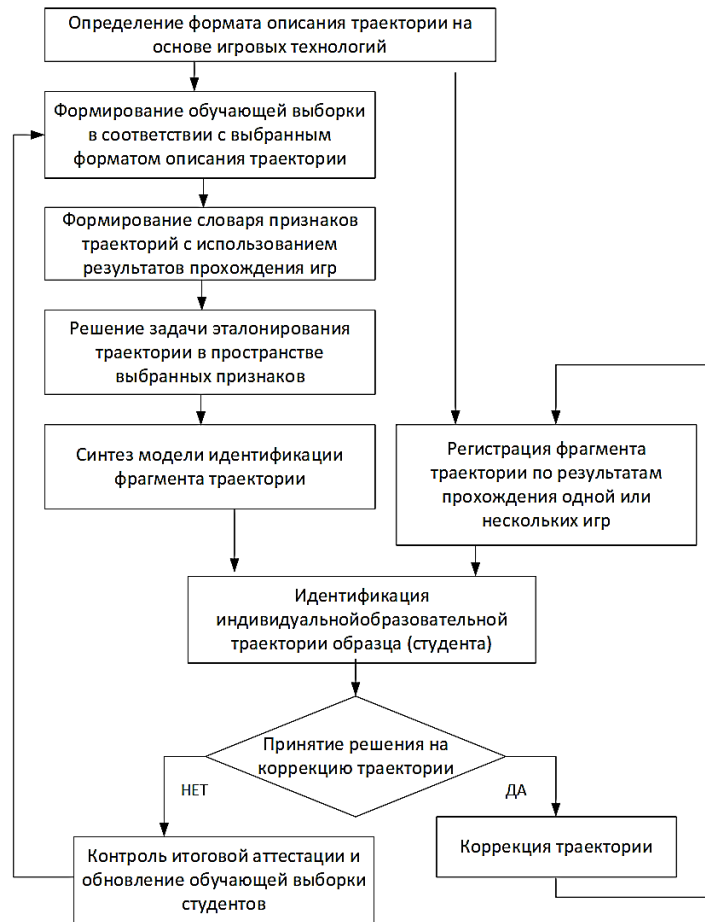 Определение формата описания траектории на
основе игровых технологий
Формирование обучающей выборки
в соответствии с выбранным
форматом описания траектории
Формирование словаря признаков
траекторий с использованием
результатов прохождения игр
Решение задачи эталонирования
траектории в пространстве
выбранных признаков
Синтез модели идентификации
фрагмента траектории
Регистрация фрагмента
траектории по результатам
прохождения одной или
нескольких игр
Идентификация
индивидуальнойобразовательной
траектории образца (студента)
Принятие решения на
коррекцию траектории
НЕТ
ДА
Контроль итоговой аттестации и
обновление обучающей выборки
студентов
Коррекция траектории